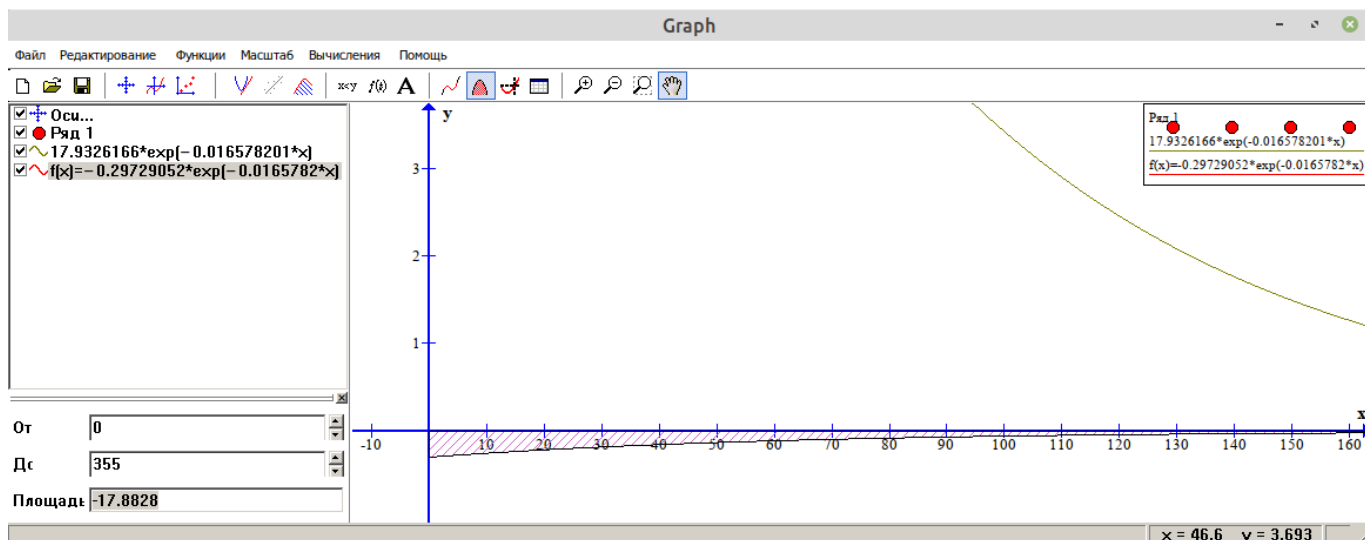 Graph
Файл Редактирование Функции Масштаб Вычисления Помощь
x<y f(x) A
Оси...
Ряд 1
17.9326166*exp(-0.016578201*x)
f(x)=-0.29729052*exp(-0.0165782*x)
От 0
Дс 355
Площадь -17.8828
y
3
2
1
x
-10 10 20 30 40 50 60 70 80 90 100 110 120 130 140 150 160
Ряд 1
17.9326166*exp(-0.016578201*x)
f(x)=-0.29729052*exp(-0.0165782*x)
x = 46.6 y = 3.693